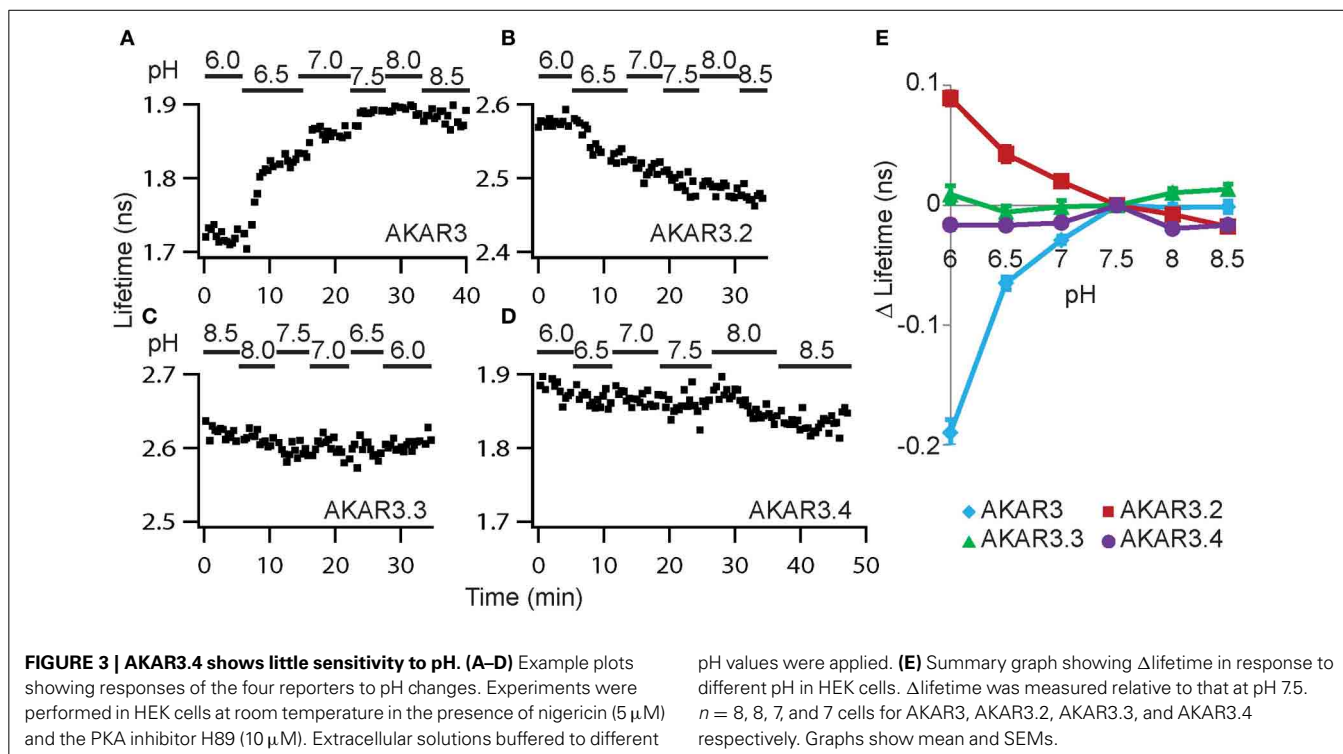 A
pH 6.0 6.5 7.0 7.5 8.0 8.5
1.9
1.8
1.7
0 10 20 30 40
AKAR3
B
6.0 6.5 7.0 7.5 8.0 8.5
2.6
2.5
2.4
0 10 20 30
AKAR3.2
Lifetime (ns)
C
pH 8.5 8.0 7.5 7.0 6.5 6.0
2.7
2.6
2.5
0 10 20 30
AKAR3.3
D
6.0 6.5 7.0 7.5 8.0 8.5
1.9
1.8
1.7
0 10 20 30 40 50
AKAR3.4
Time (min)
E
0.1
0
-0.1
-0.2
Δ Lifetime (ns)
6 6.5 7 7.5 8 8.5
pH
AKAR3 AKAR3.2
AKAR3.3 AKAR3.4
FIGURE 3 | AKAR3.4 shows little sensitivity to pH. (A–D) Example plots
showing responses of the four reporters to pH changes. Experiments were
performed in HEK cells at room temperature in the presence of nigericin (5 μM)
and the PKA inhibitor H89 (10 μM). Extracellular solutions buffered to different
pH values were applied. (E) Summary graph showing Δlifetime in response to
different pH in HEK cells. Δlifetime was measured relative to that at pH 7.5.
n = 8, 8, 7, and 7 cells for AKAR3, AKAR3.2, AKAR3.3, and AKAR3.4
respectively. Graphs show mean and SEMs.